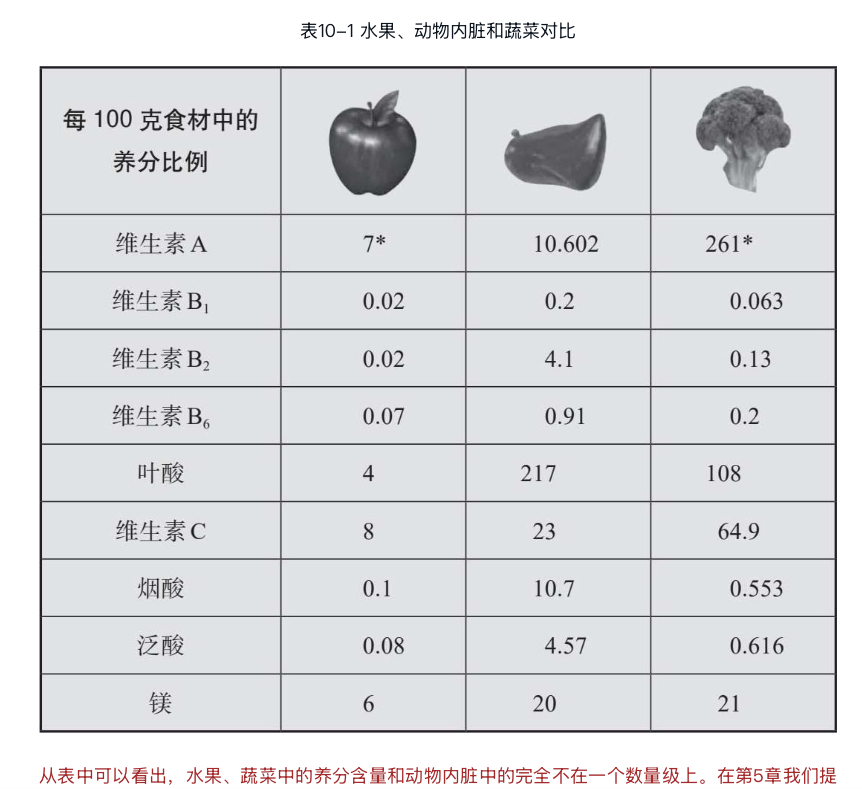 表10-1 水果、动物内脏和蔬菜对比
每 100 克食材中的
养分比例
维生素 A 7* 10.602 261*
维生素 B₁ 0.02 0.2 0.063
维生素 B₂ 0.02 4.1 0.13
维生素 B₆ 0.07 0.91 0.2
叶酸 4 217 108
维生素 C 8 23 64.9
烟酸 0.1 10.7 0.553
泛酸 0.08 4.57 0.616
镁 6 20 21
从表中可以看出，水果、蔬菜中的养分含量和动物内脏中的完全不在一个数量级上。在第5章我们提